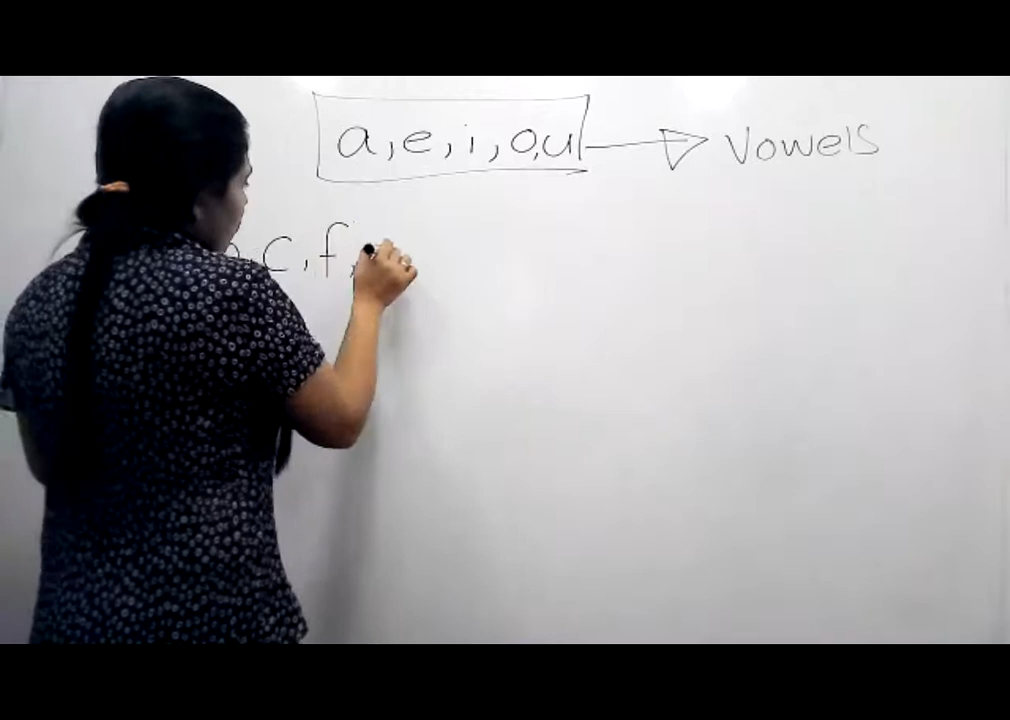 a, e, i, o, u → Vowels
c, f,